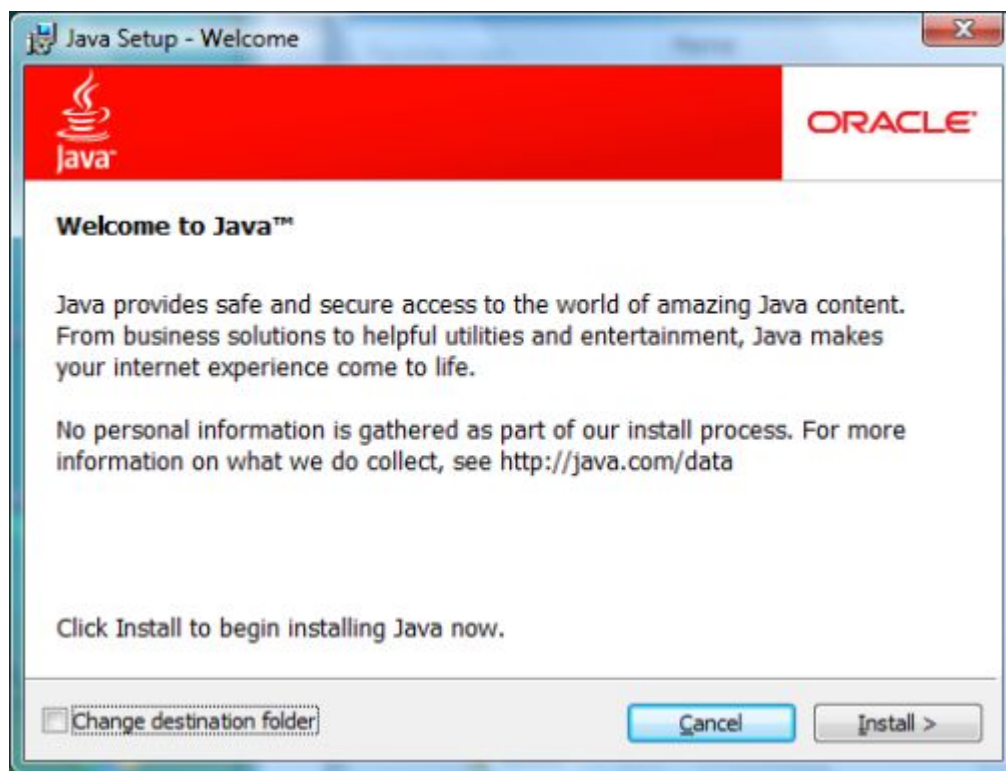 Java Setup - Welcome
Java™
ORACLE®
Welcome to Java™
Java provides safe and secure access to the world of amazing Java content.
From business solutions to helpful utilities and entertainment, Java makes
your internet experience come to life.
No personal information is gathered as part of our install process. For more
information on what we do collect, see http://java.com/data
Click Install to begin installing Java now.
Change destination folder
Cancel
Install >